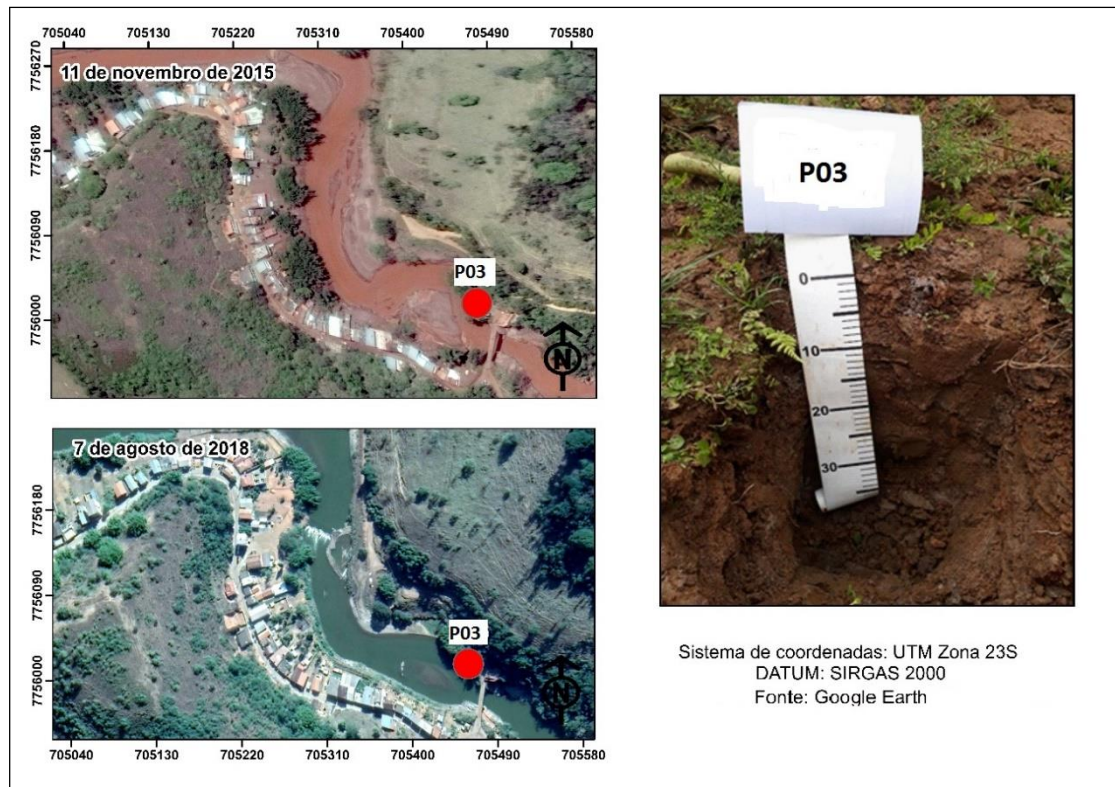 705040 705130 705220 705310 705400 705490 705580
11 de novembro de 2015
7756270
7756180
7756090
7756000
P03
N
7 de agosto de 2018
7756180
7756090
7756000
P03
N
705040 705130 705220 705310 705400 705490 705580
P03
0
10
20
30
Sistema de coordenadas: UTM Zona 23S
DATUM: SIRGAS 2000
Fonte: Google Earth